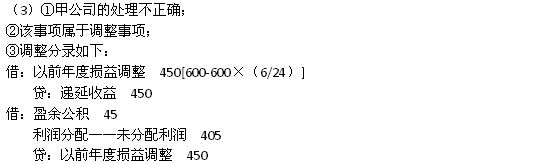 （3）①甲公司的处理不正确；
②该事项属于调整事项；
③调整分录如下：
借：以前年度损益调整 450[600-600×（6/24）]
贷：递延收益 450
借：盈余公积 45
利润分配——未分配利润 405
贷：以前年度损益调整 450